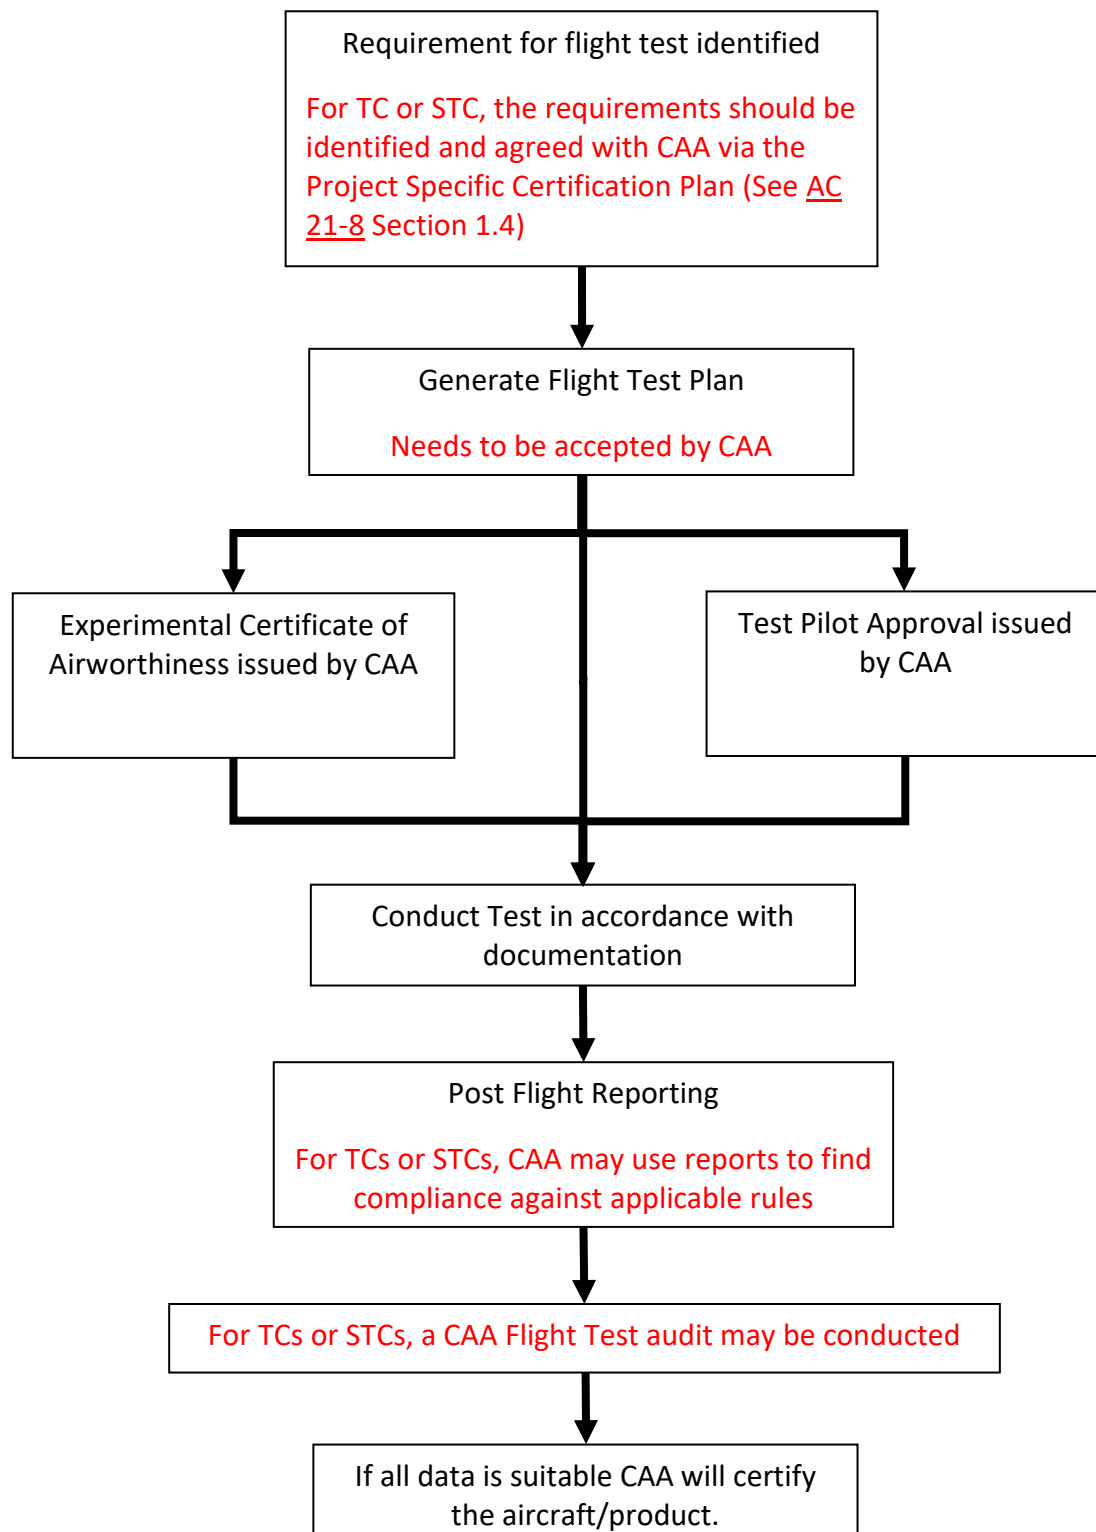 Requirement for flight test identified
For TC or STC, the requirements should be
identified and agreed with CAA via the
Project Specific Certification Plan (See AC
21-8 Section 1.4)
Generate Flight Test Plan
Needs to be accepted by CAA
Experimental Certificate of
Airworthiness issued by CAA
Test Pilot Approval issued
by CAA
Conduct Test in accordance with
documentation
Post Flight Reporting
For TCs or STCs, CAA may use reports to find
compliance against applicable rules
For TCs or STCs, a CAA Flight Test audit may be conducted
If all data is suitable CAA will certify
the aircraft/product.